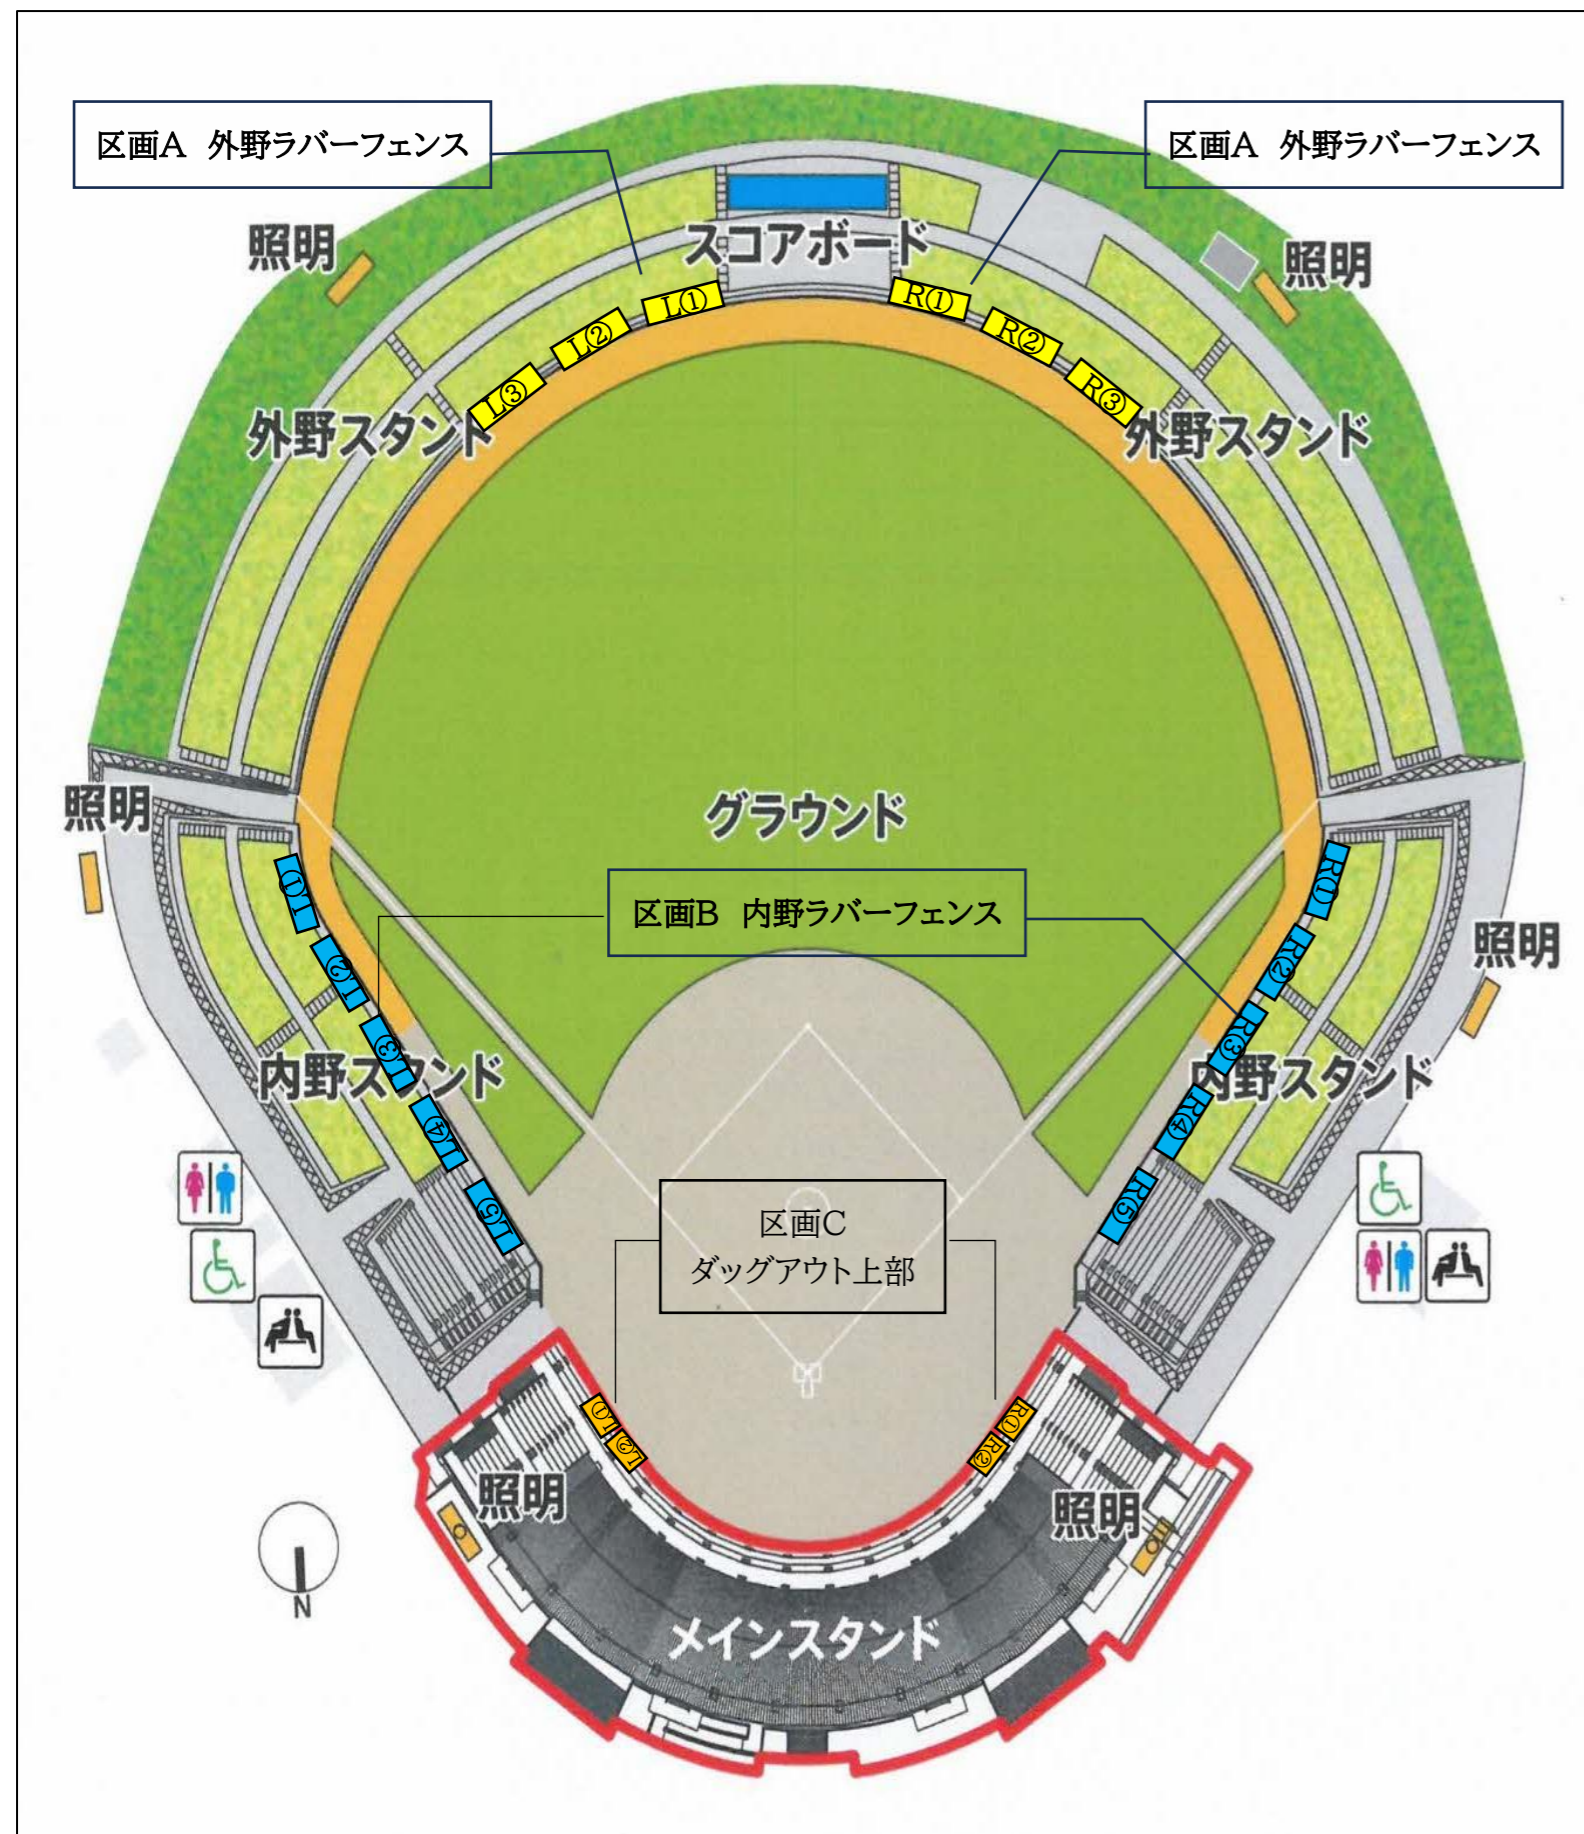 区画A 外野ラバーフェンス
区画A 外野ラバーフェンス
照明
スコアボード
照明
L①
R①
L②
R②
L③
R③
外野スタンド
外野スタンド
照明
グラウンド
L①
R①
区画B 内野ラバーフェンス
照明
L②
R②
L③
R③
内野スタンド
内野スタンド
L④
R④
L⑤
R⑤
区画C
ダッグアウト上部
L①
R①
L②
R②
照明
照明
N
メインスタンド